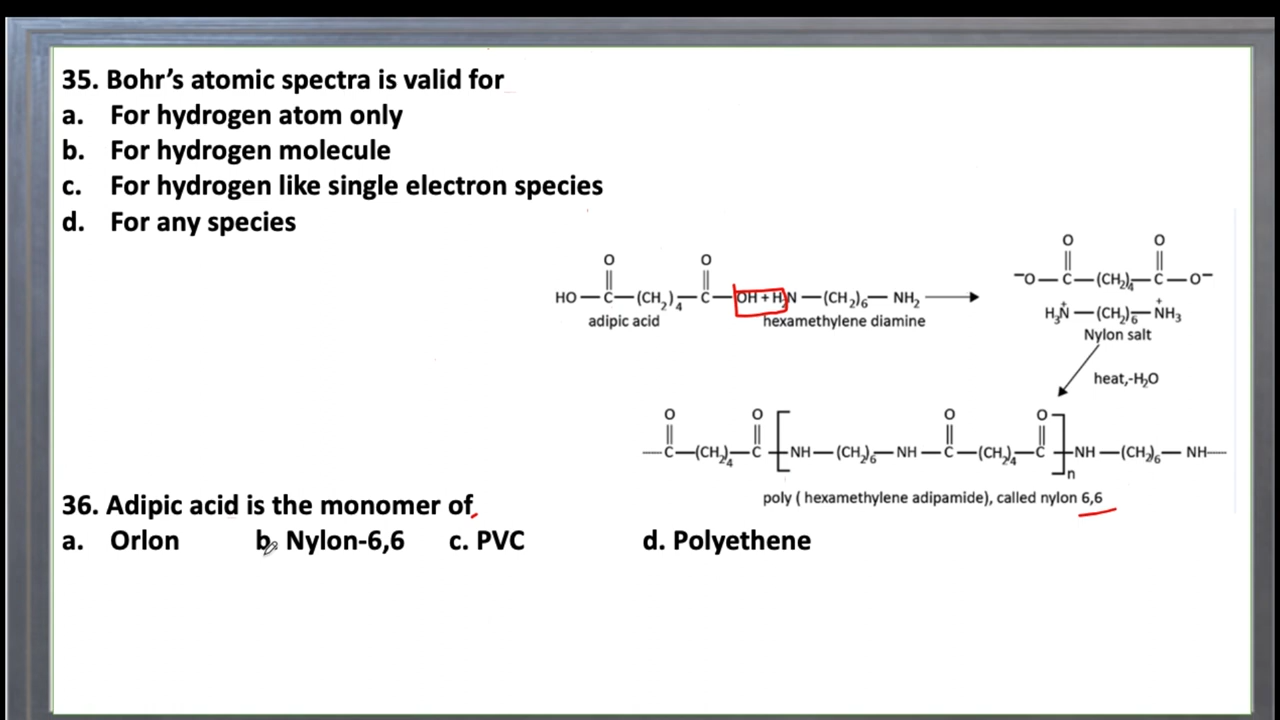 35. Bohr's atomic spectra is valid for
a. For hydrogen atom only
b. For hydrogen molecule
c. For hydrogen like single electron species
d. For any species
O O
HO—C—(CH₂)₄—C—OH + H₂N—(CH₂)₆—NH₂
adipic acid hexamethylene diamine
O O
⁻O—C—(CH₂)₄—C—O⁻
H₃N⁺—(CH₂)₆—N⁺H₃
Nylon salt
heat,-H₂O
O O O O
—C—(CH₂)₄—C—[NH—(CH₂)₆—NH—C—(CH₂)₄—C]n—NH—(CH₂)₆—NH—
poly ( hexamethylene adipamide), called nylon 6,6
36. Adipic acid is the monomer of
a. Orlon b. Nylon-6,6 c. PVC d. Polyethene